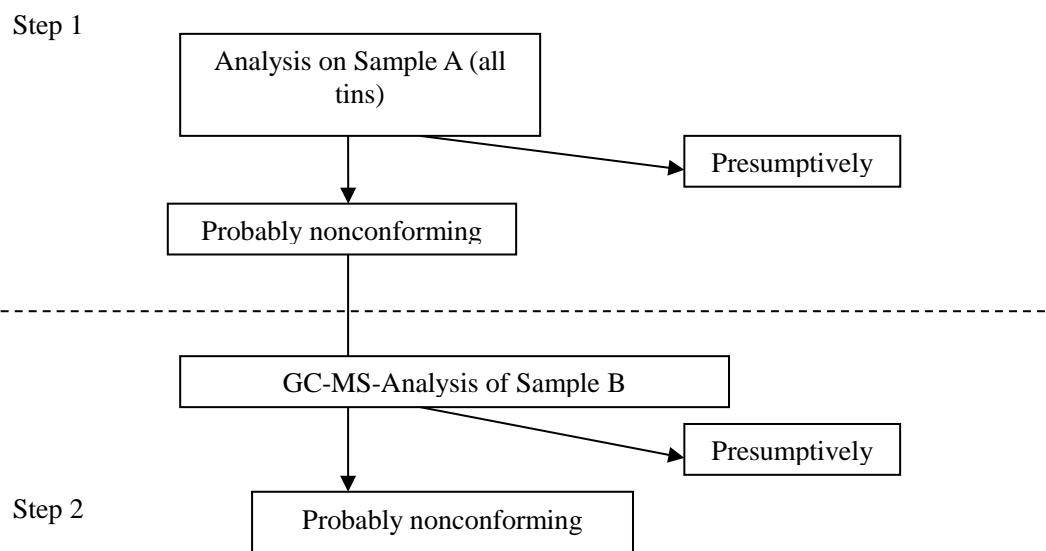 Step 1
Analysis on Sample A (all
tins)
Presumptively
Probably nonconforming
GC-MS-Analysis of Sample B
Presumptively
Step 2
Probably nonconforming